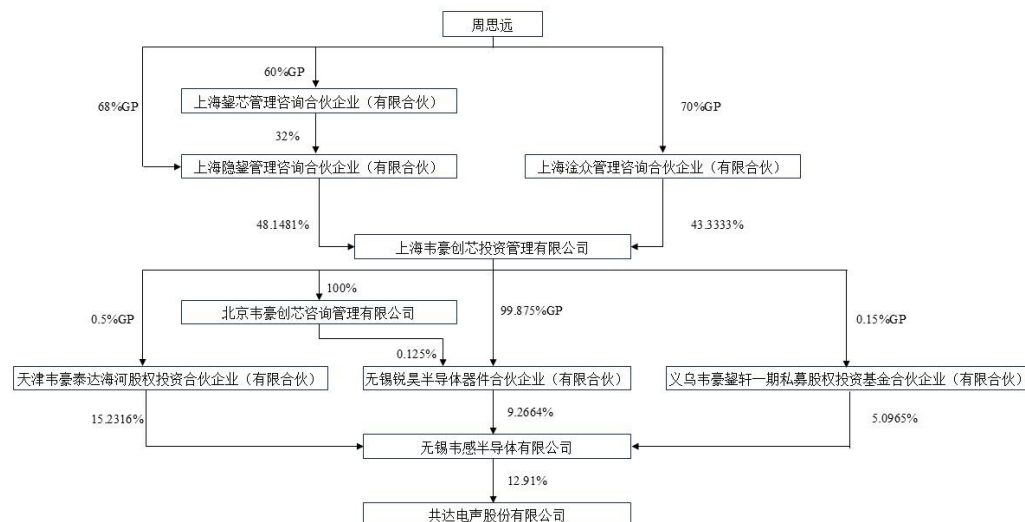 周思远
60%GP
68%GP
70%GP
上海鋆芯管理咨询合伙企业（有限合伙）
32%
上海隐鋆管理咨询合伙企业（有限合伙）
上海淦众管理咨询合伙企业（有限合伙）
48.1481%
43.3333%
上海韦豪创芯投资管理有限公司
100%
北京韦豪创芯咨询管理有限公司
0.5%GP
99.875%GP
0.15%GP
0.125%
天津韦豪泰达海河股权投资合伙企业（有限合伙）
无锡锐昊半导体器件合伙企业（有限合伙）
义乌韦豪鋆轩一期私募股权投资基金合伙企业（有限合伙）
15.2316%
9.2664%
5.0965%
无锡韦感半导体有限公司
12.91%
共达电声股份有限公司